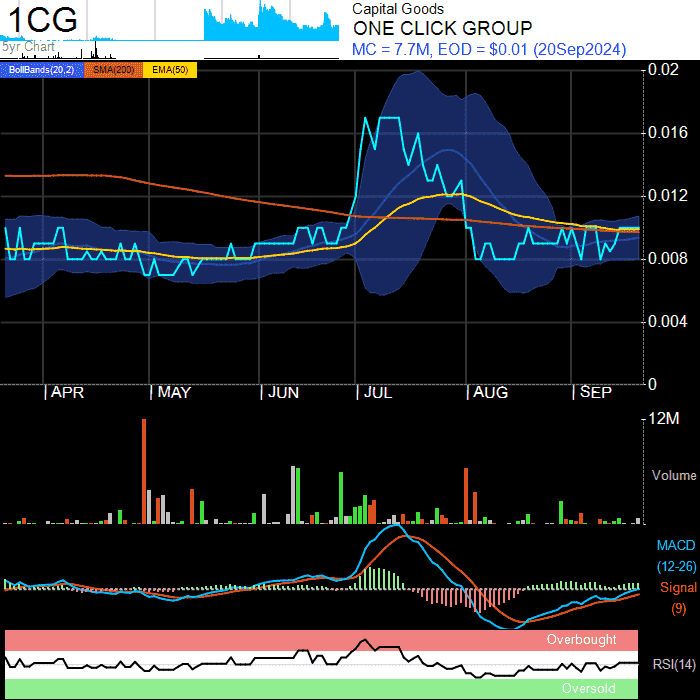 1CG
5yr Chart
Capital Goods
ONE CLICK GROUP
MC = 7.7M, EOD = $0.01 (20Sep2024)
BollBands(20,2) SMA(200) EMA(50)
0.02
0.016
0.012
0.008
0.004
0
APR MAY JUN JUL AUG SEP
12M
Volume
MACD
(12-26)
Signal
(9)
Overbought
RSI(14)
Oversold